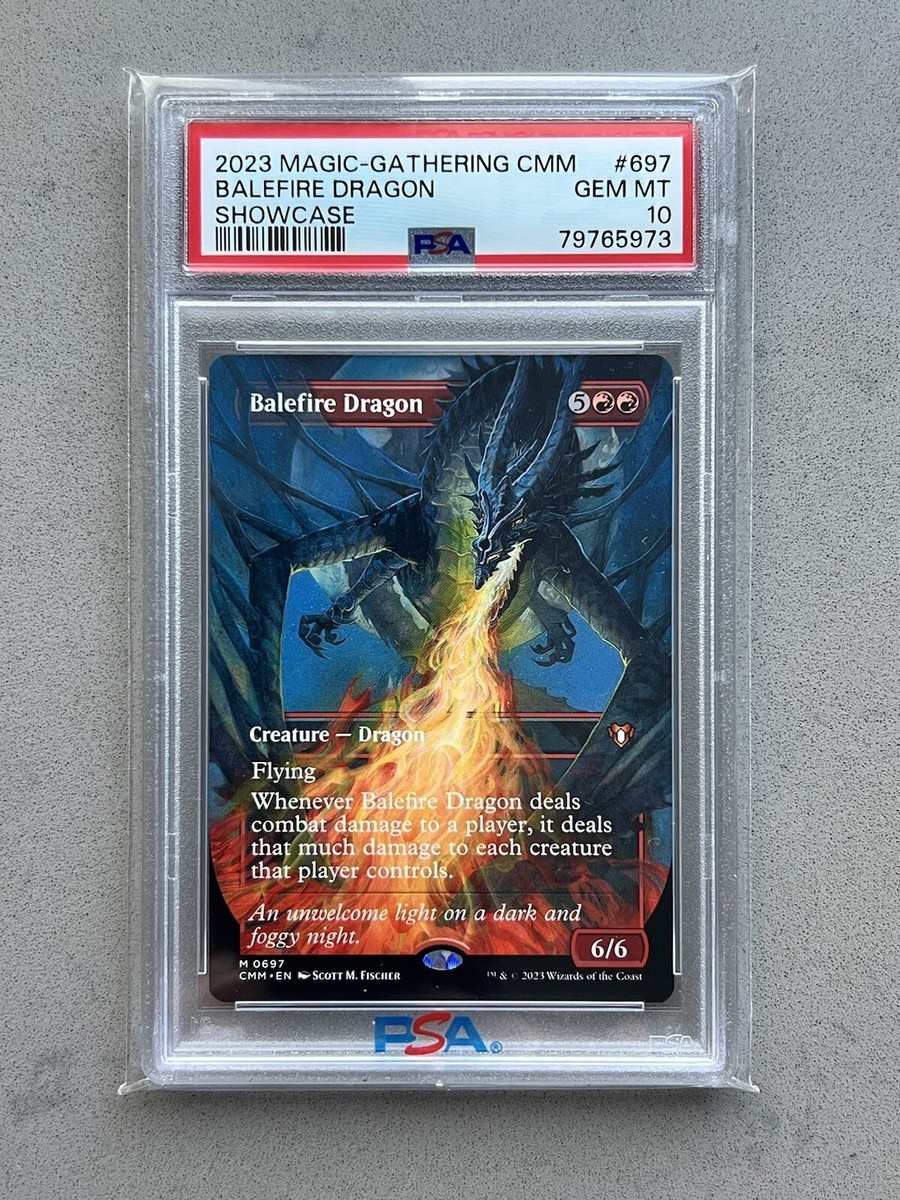 2023 MAGIC-GATHERING CMM #697
BALEFIRE DRAGON GEM MT
SHOWCASE 10
79765973
PSA
Balefire Dragon 5
Creature — Dragon
Flying
Whenever Balefire Dragon deals
combat damage to a player, it deals
that much damage to each creature
that player controls.
An unwelcome light on a dark and
foggy night.
6/6
M 0697
CMM•EN Scott M. Fischer ™ & © 2023 Wizards of the Coast
PSA®
PSA